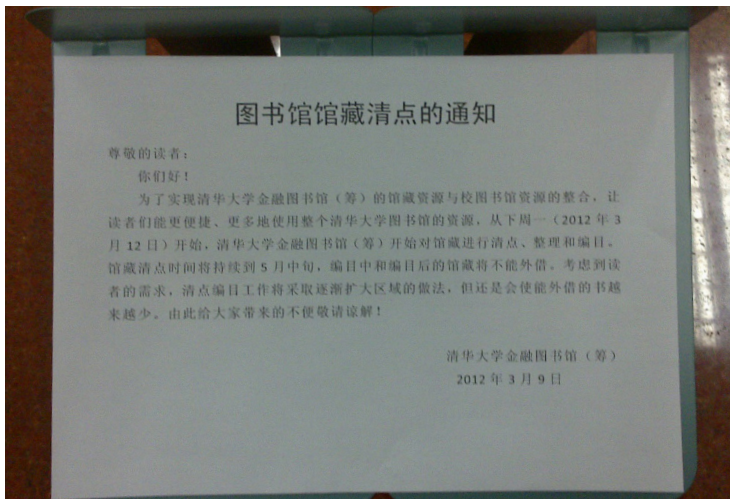 图书馆馆藏清点的通知
尊敬的读者：
你们好！
为了实现清华大学金融图书馆（筹）的馆藏资源与校图书馆资源的整合，让
读者们能更便捷、更多地使用整个清华大学图书馆的资源，从下周一（2012 年 3
月 12 日）开始，清华大学金融图书馆（筹）开始对馆藏进行清点、整理和编目。
馆藏清点时间将持续到 5 月中旬，编目中和编目后的馆藏将不能外借。考虑到读
者的需求，清点编目工作将采取逐渐扩大区域的做法，但还是会使能外借的书越
来越少。由此给大家带来的不便敬请谅解！
清华大学金融图书馆（筹）
2012 年 3 月 9 日